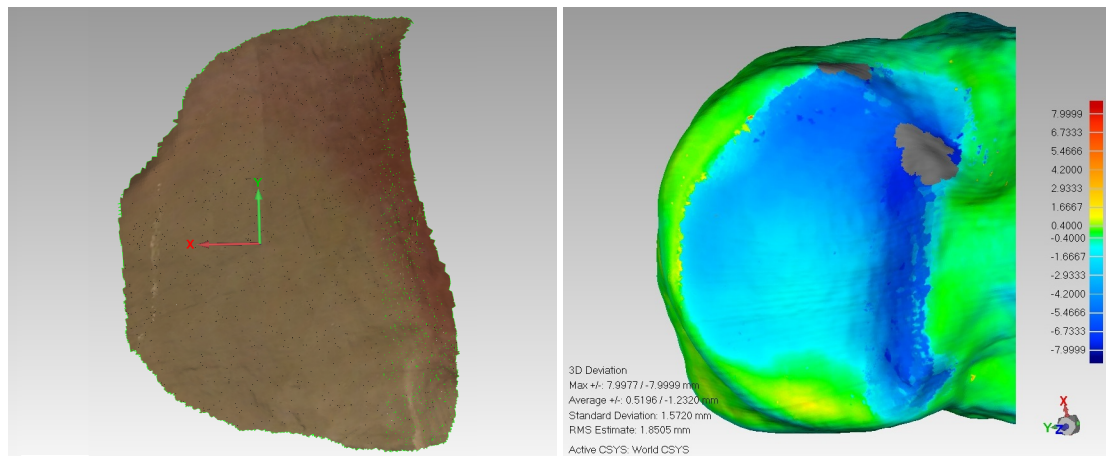 Y
X
7.9999
6.7333
5.4666
4.2000
2.9333
1.6667
0.4000
-0.4000
-1.6667
-2.9333
-4.2000
-5.4666
-6.7333
-7.9999
3D Deviation
Max +/-: 7.9977 / -7.9999 mm
Average +/-: 0.5196 / -1.2320 mm
Standard Deviation: 1.5720 mm
RMS Estimate: 1.8505 mm
Active CSYS: World CSYS
X
Y Z